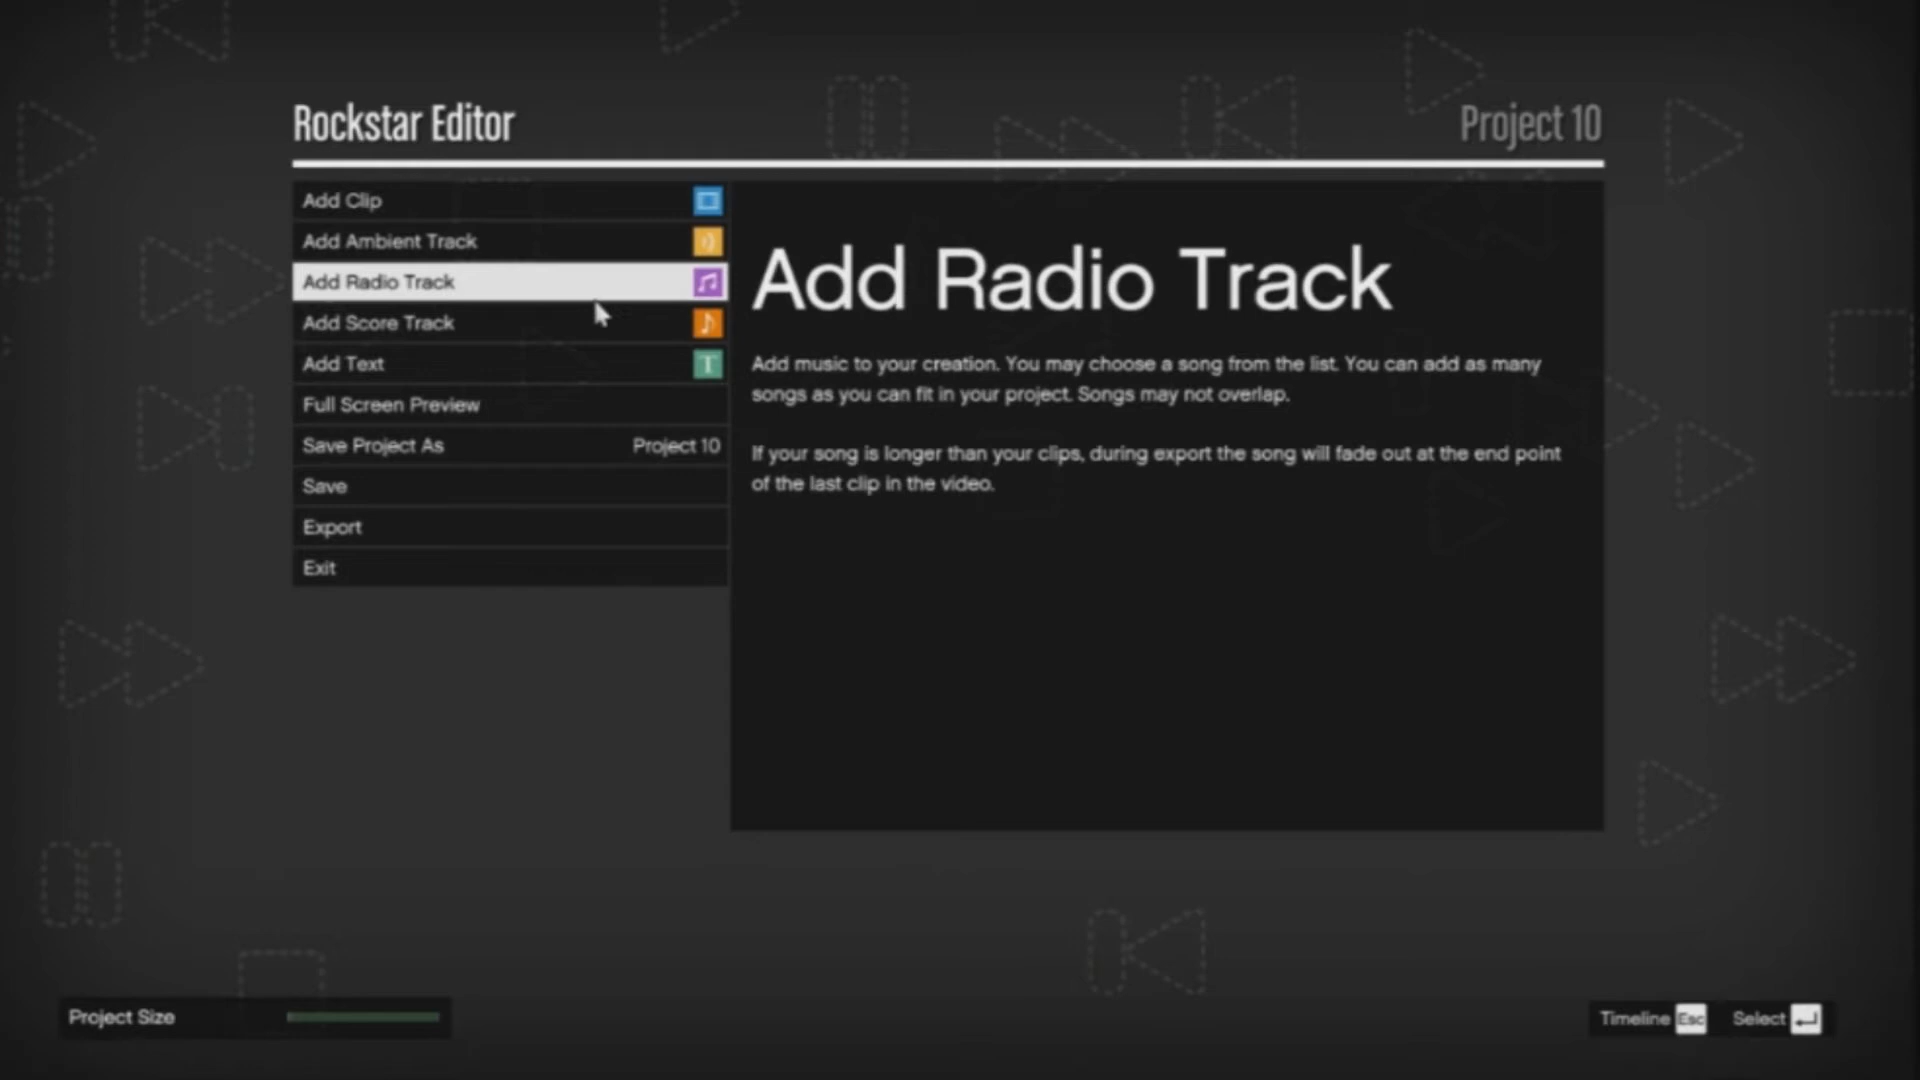 Rockstar Editor
Project 10
Add Clip
Add Ambient Track
Add Radio Track
Add Score Track
Add Text
T
Full Screen Preview
Save Project As Project 10
Save
Export
Exit
Add Radio Track
Add music to your creation. You may choose a song from the list. You can add as many
songs as you can fit in your project. Songs may not overlap.
If your song is longer than your clips, during export the song will fade out at the end point
of the last clip in the video.
Project Size
Timeline Esc Select